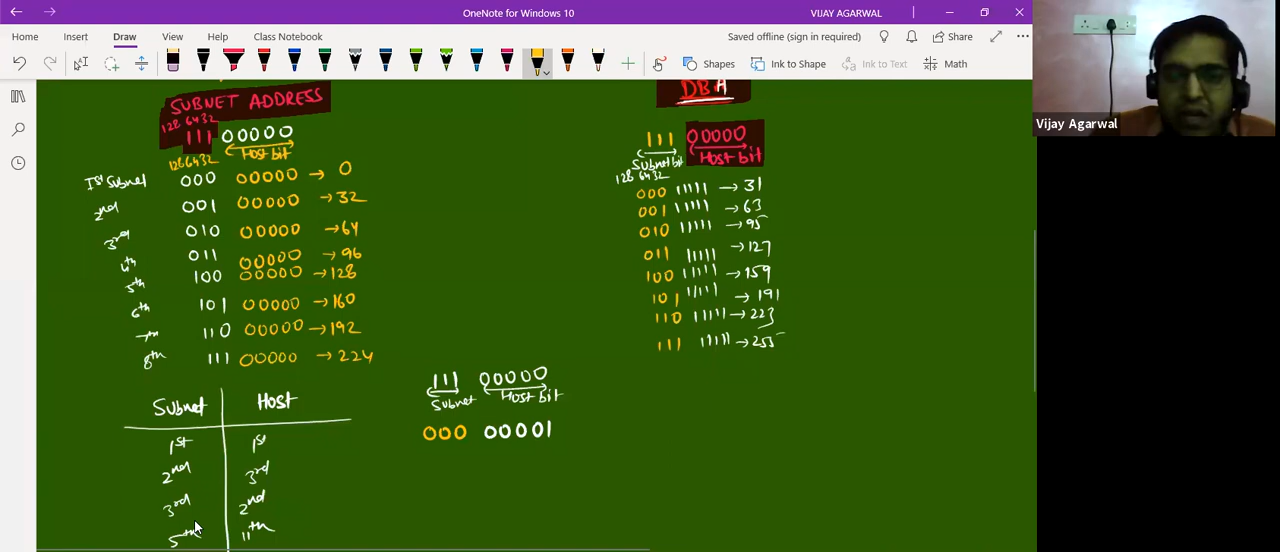 OneNote for Windows 10
VIJAY AGARWAL
Home Insert Draw View Help Class Notebook
Saved offline (sign in required) Share
Shapes Ink to Shape Ink to Text Math
Vijay Agarwal
SUBNET ADDRESS
128 64 32
111 00000
128 64 32 Host bit
Ist Subnet 000 00000 → 0
2nd 001 00000 → 32
3rd 010 00000 → 64
4th 011 00000 → 96
5th 100 00000 → 128
6th 101 00000 → 160
7th 110 00000 → 192
8th 111 00000 → 224
DBA
111 00000
Subnet bit Host bit
128 64 32
000 11111 → 31
001 11111 → 63
010 11111 → 95
011 11111 → 127
100 11111 → 159
101 11111 → 191
110 11111 → 223
111 11111 → 255
Subnet Host
1st 1st
2nd 3rd
3rd 2nd
5th 11th
111 00000
Subnet Host bit
000 00001